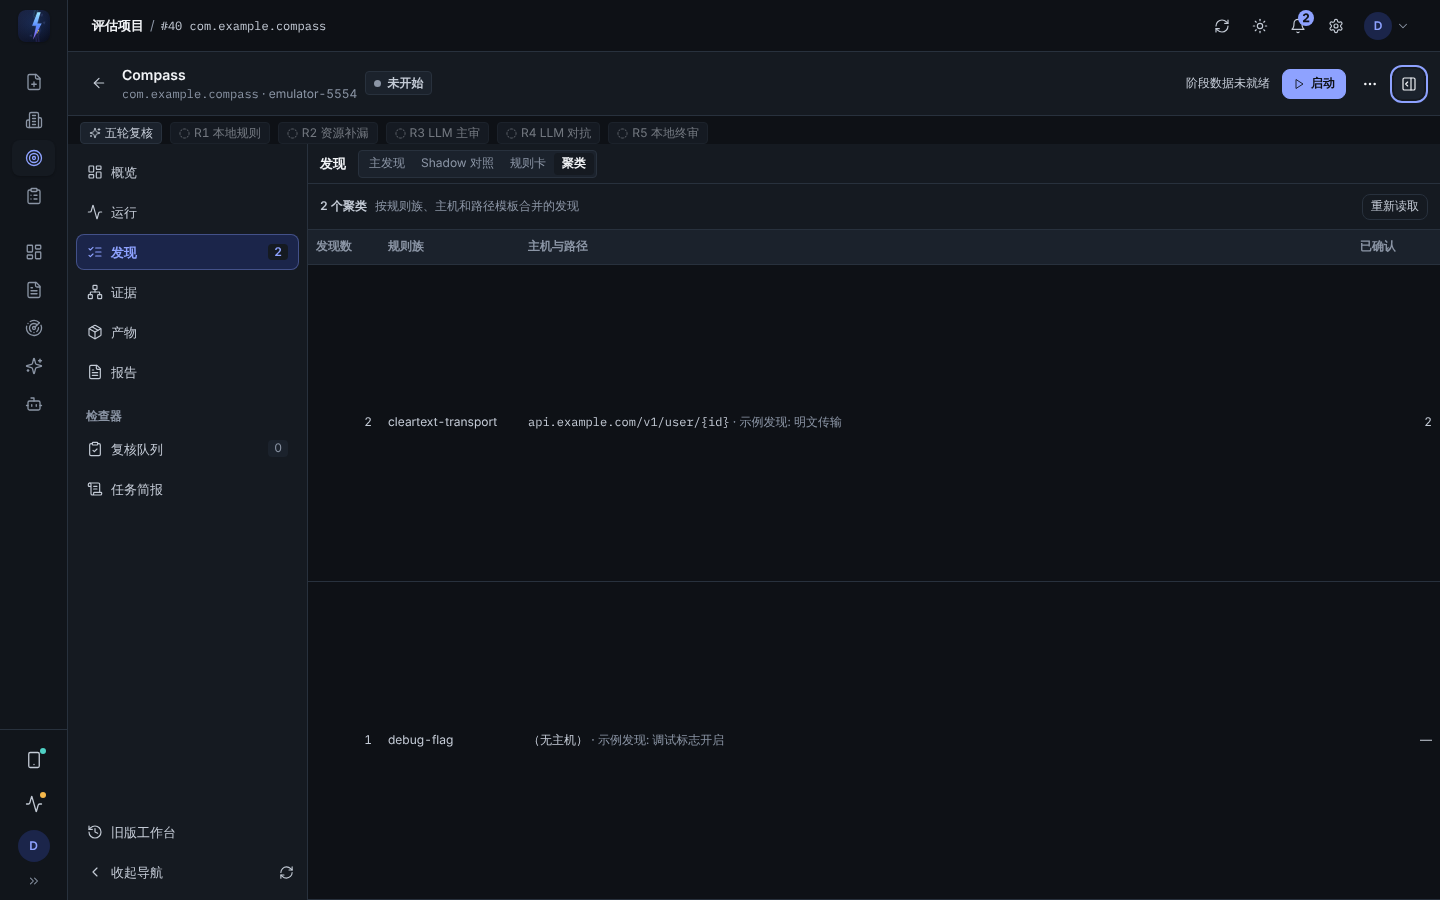 评估项目 / #40 com.example.compass
2
D
Compass
com.example.compass · emulator-5554
未开始
阶段数据未就绪
启动
五轮复核
R1 本地规则
R2 资源补漏
R3 LLM 主审
R4 LLM 对抗
R5 本地终审
概览
运行
发现 2
证据
产物
报告
检查器
复核队列 0
任务简报
旧版工作台
收起导航
D
发现
主发现
Shadow 对照
规则卡
聚类
2 个聚类 按规则族、主机和路径模板合并的发现
重新读取
发现数 规则族 主机与路径 已确认
2 cleartext-transport api.example.com/v1/user/{id} · 示例发现: 明文传输 2
1 debug-flag （无主机） · 示例发现: 调试标志开启 —